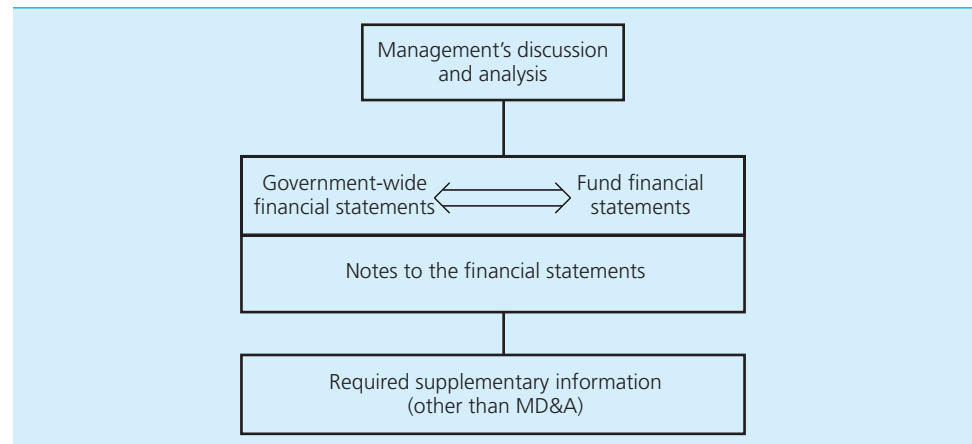 Management’s discussion
and analysis
Government-wide
financial statements
Fund financial
statements
Notes to the financial statements
Required supplementary information
(other than MD&A)